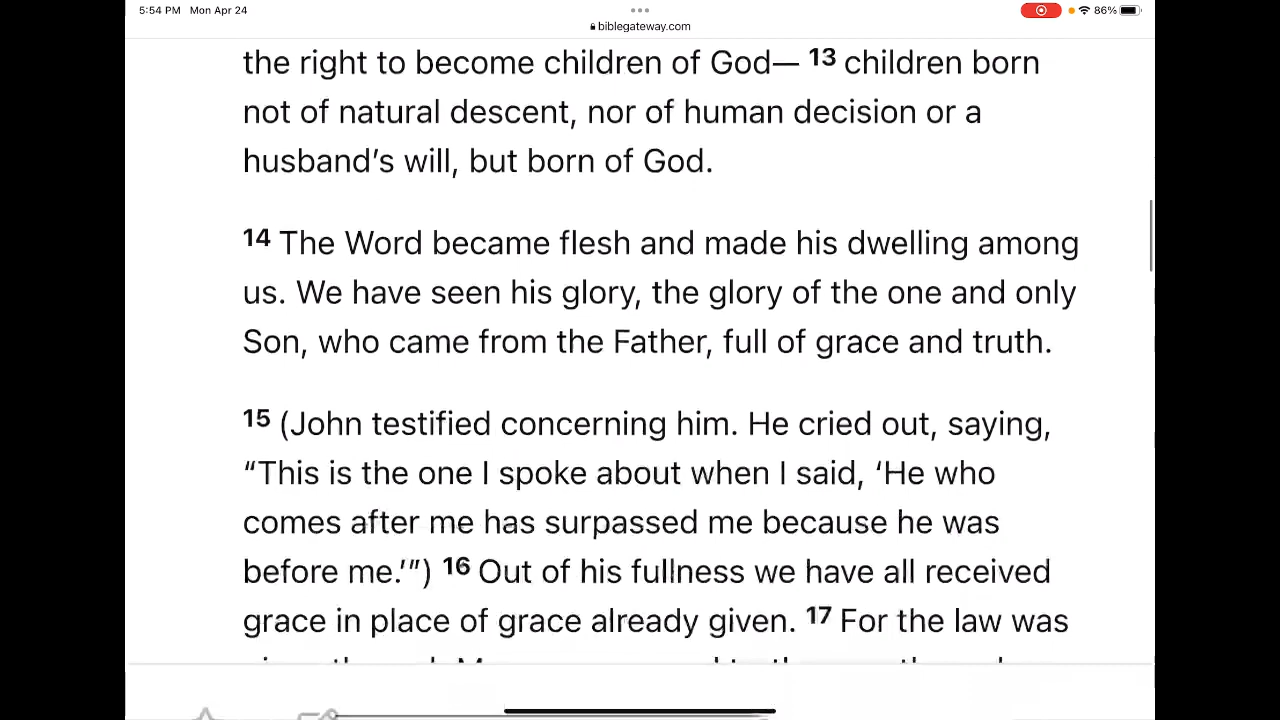 5:54 PM Mon Apr 24
86%
biblegateway.com
the right to become children of God— 13 children born
not of natural descent, nor of human decision or a
husband’s will, but born of God.
14 The Word became flesh and made his dwelling among
us. We have seen his glory, the glory of the one and only
Son, who came from the Father, full of grace and truth.
15 (John testified concerning him. He cried out, saying,
“This is the one I spoke about when I said, ‘He who
comes after me has surpassed me because he was
before me.’”) 16 Out of his fullness we have all received
grace in place of grace already given. 17 For the law was